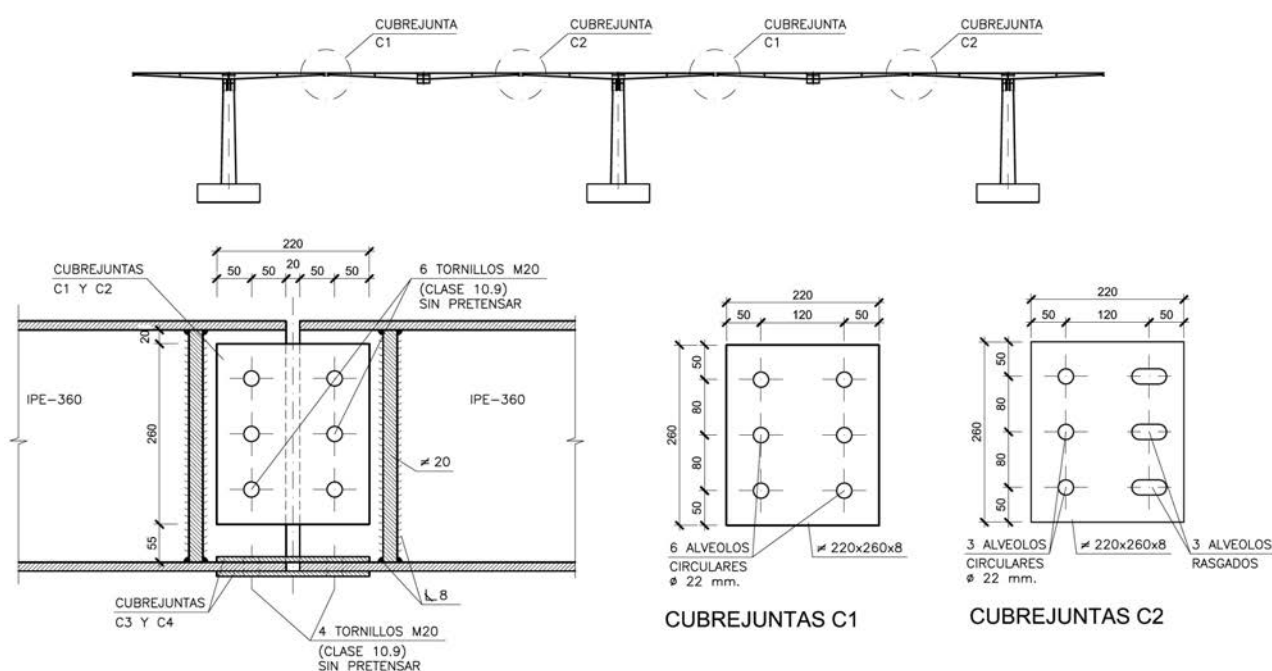 CUBREJUNTA
C1
CUBREJUNTA
C2
CUBREJUNTA
C1
CUBREJUNTA
C2
CUBREJUNTAS
C1 Y C2
220
50
50
20
50
50
6 TORNILLOS M20
(CLASE 10.9)
SIN PRETENSAR
20
260
55
IPE-360
IPE-360
≠ 20
8
CUBREJUNTAS
C3 Y C4
4 TORNILLOS M20
(CLASE 10.9)
SIN PRETENSAR
220
50
120
50
260
50
80
80
50
6 ALVEOLOS
CIRCULARES
ø 22 mm.
≠ 220x260x8
CUBREJUNTAS C1
220
50
120
50
260
50
80
80
50
3 ALVEOLOS
CIRCULARES
ø 22 mm.
≠ 220x260x8
3 ALVEOLOS
RASGADOS
CUBREJUNTAS C2